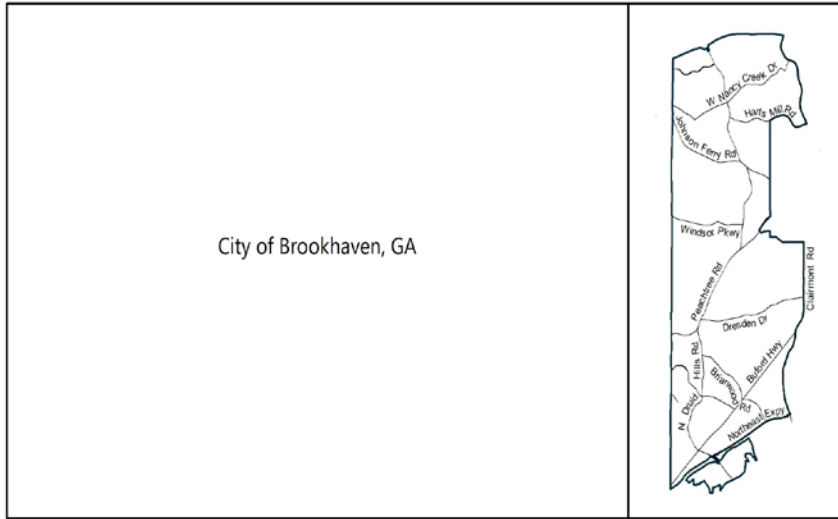 City of Brookhaven, GA
W Nancy Creek Dr
Harts Mill Rd
Johnson Ferry Rd
Windsor Pkwy
Peachtree Rd
Clairmont Rd
Dresden Dr
Buford Hwy
Briarwood Rd
N Druid Hills Rd
Northeast Expy